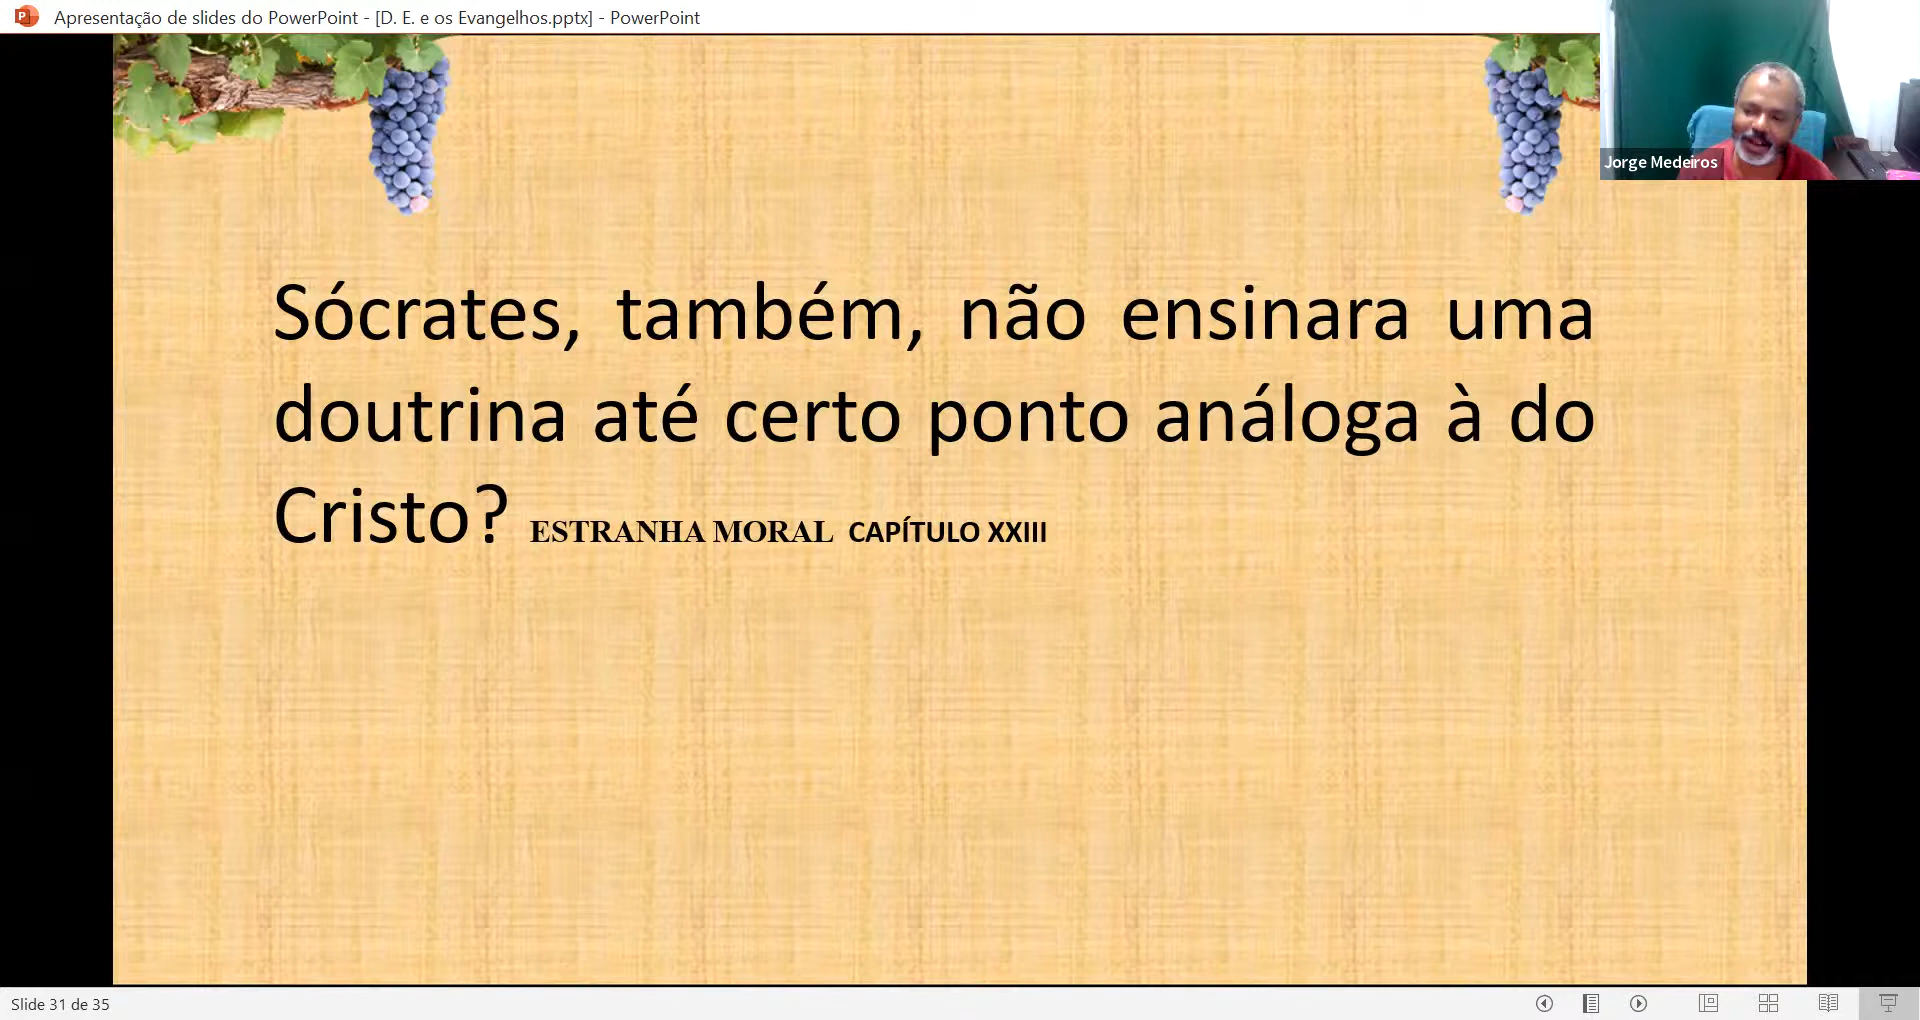 Apresentação de slides do PowerPoint - [D. E. e os Evangelhos.pptx] - PowerPoint
Jorge Medeiros
Sócrates, também, não ensinara uma
doutrina até certo ponto análoga à do
Cristo? ESTRANHA MORAL CAPÍTULO XXIII
Slide 31 de 35